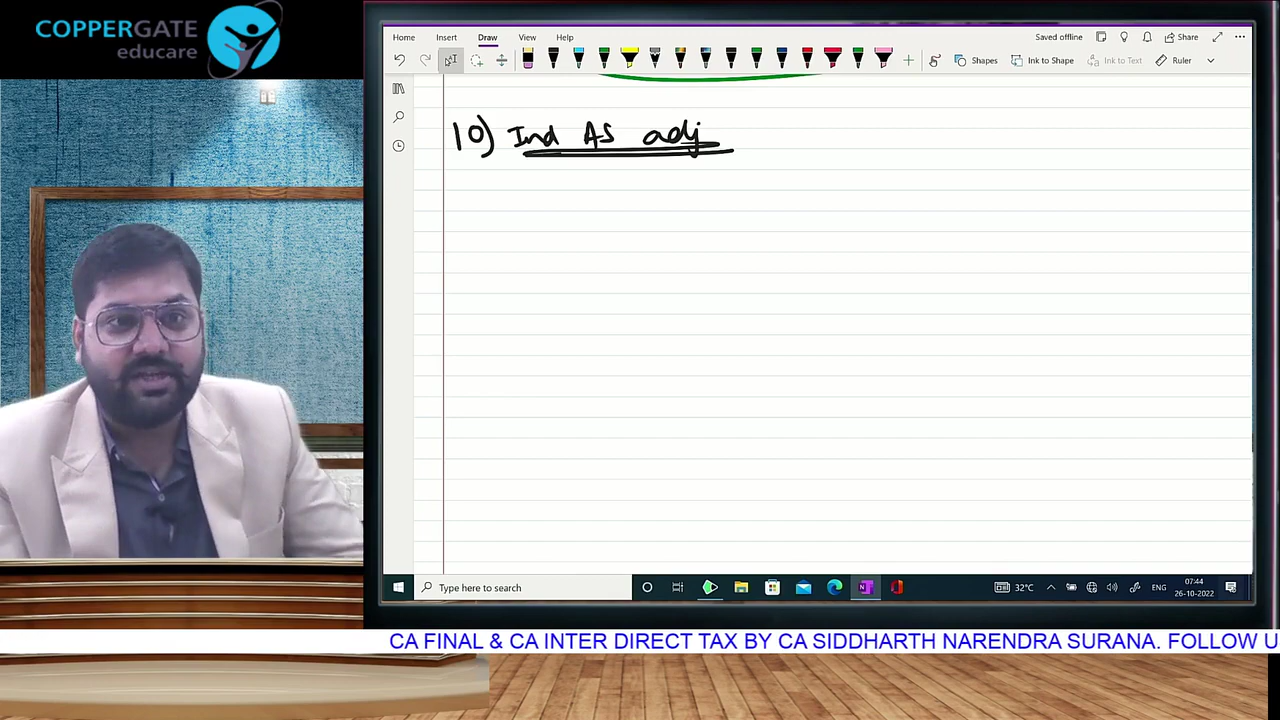 COPPERGATE
educare
Home Insert Draw View Help
Saved offline
Share
Shapes
Ink to Shape
Ink to Text
Ruler
10) Ind AS adj
Type here to search
32°C
ENG
07:44
26-10-2022
CA FINAL & CA INTER DIRECT TAX BY CA SIDDHARTH NARENDRA SURANA. FOLLOW U